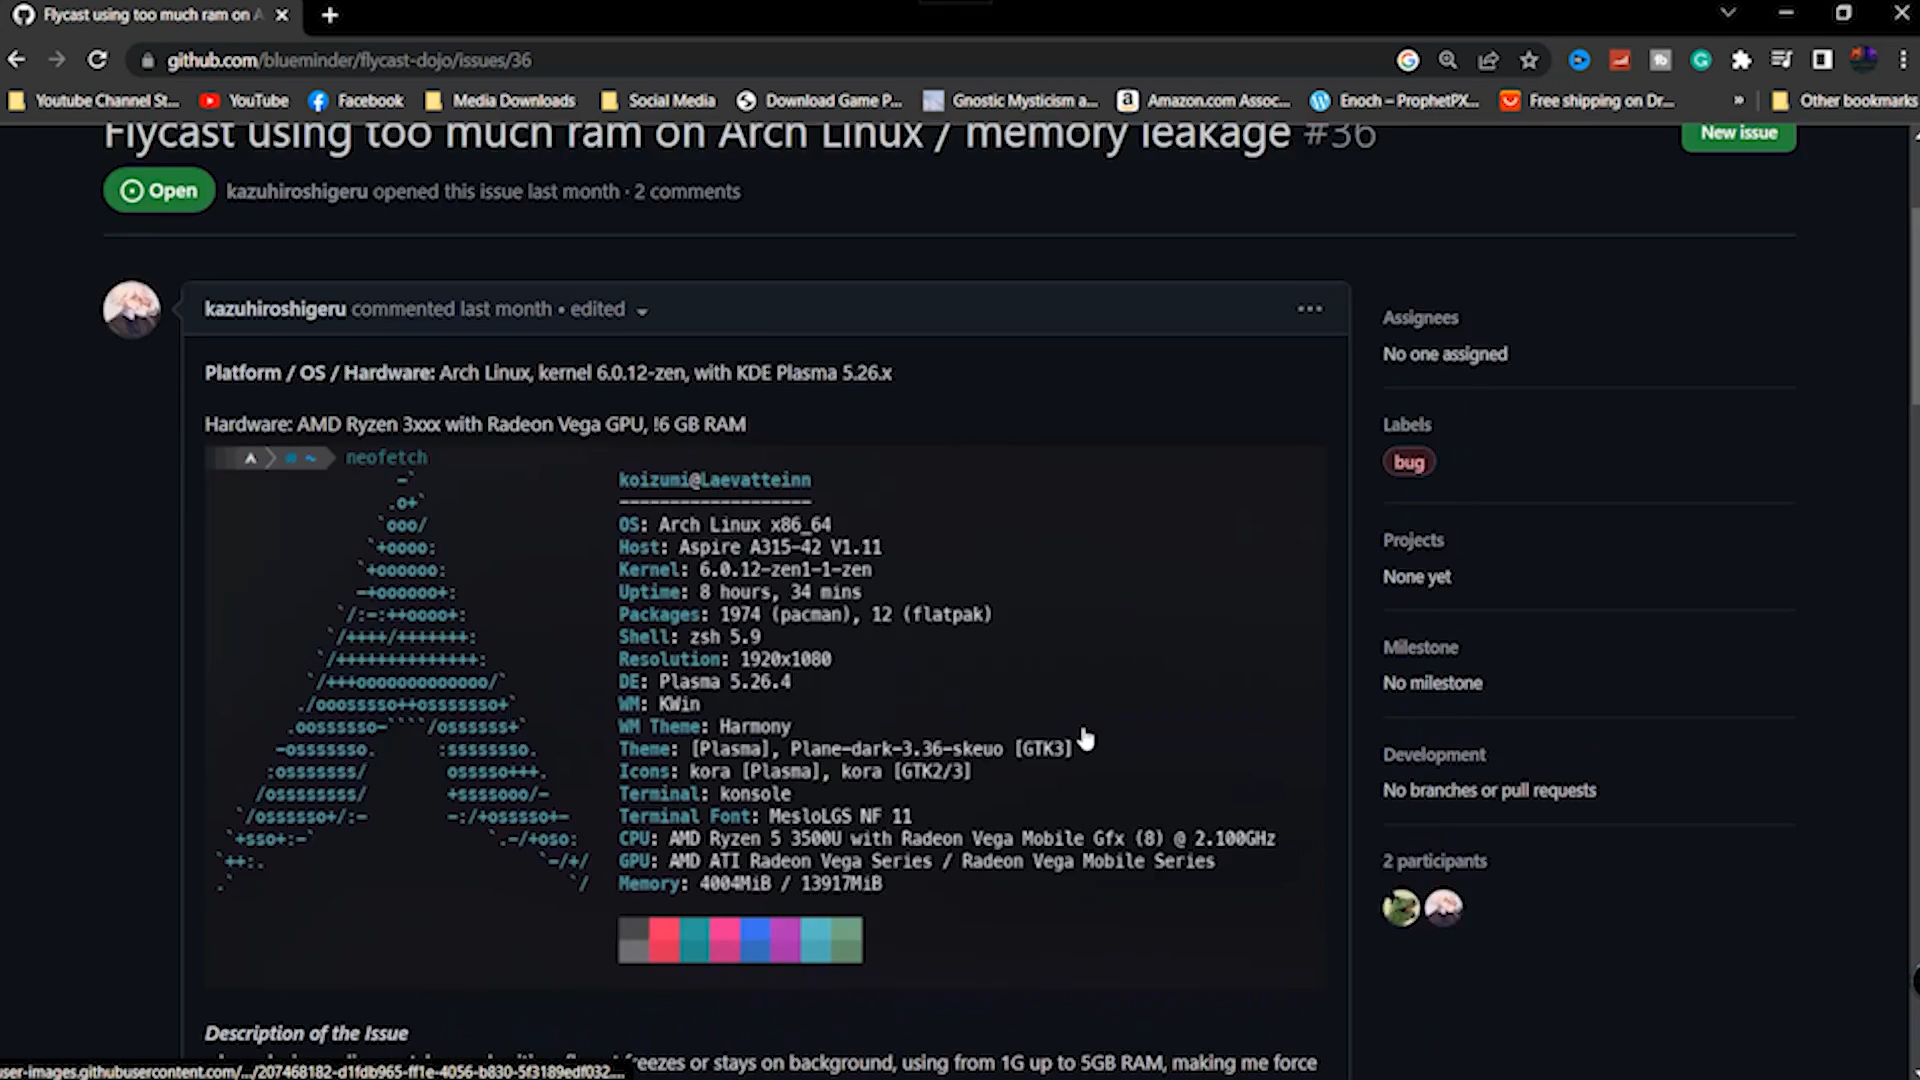 Flycast using too much ram on A
github.com/blueminder/flycast-dojo/issues/36
Youtube Channel St... YouTube Facebook Media Downloads Social Media Download Game P... Gnostic Mysticism a... Amazon.com Assoc... Enoch – ProphetPX... Free shipping on Dr... » Other bookmarks
Flycast using too much ram on Arch Linux / memory leakage #36
New issue
Open kazuhiroshigeru opened this issue last month · 2 comments
kazuhiroshigeru commented last month • edited
Platform / OS / Hardware: Arch Linux, kernel 6.0.12-zen, with KDE Plasma 5.26.x
Hardware: AMD Ryzen 3xxx with Radeon Vega GPU, !6 GB RAM
~ neofetch
koizumi@Laevatteinn
-------------------
OS: Arch Linux x86_64
Host: Aspire A315-42 V1.11
Kernel: 6.0.12-zen1-1-zen
Uptime: 8 hours, 34 mins
Packages: 1974 (pacman), 12 (flatpak)
Shell: zsh 5.9
Resolution: 1920x1080
DE: Plasma 5.26.4
WM: KWin
WM Theme: Harmony
Theme: [Plasma], Plane-dark-3.36-skeuo [GTK3]
Icons: kora [Plasma], kora [GTK2/3]
Terminal: konsole
Terminal Font: MesloLGS NF 11
CPU: AMD Ryzen 5 3500U with Radeon Vega Mobile Gfx (8) @ 2.100GHz
GPU: AMD ATI Radeon Vega Series / Radeon Vega Mobile Series
Memory: 4004MiB / 13917MiB
Description of the Issue
freezes or stays on background, using from 1G up to 5GB RAM, making me force
Assignees
No one assigned
Labels
bug
Projects
None yet
Milestone
No milestone
Development
No branches or pull requests
2 participants
user-images.githubusercontent.com/.../207468182-d1fdb965-ff1e-4056-b830-5f3189edf032....